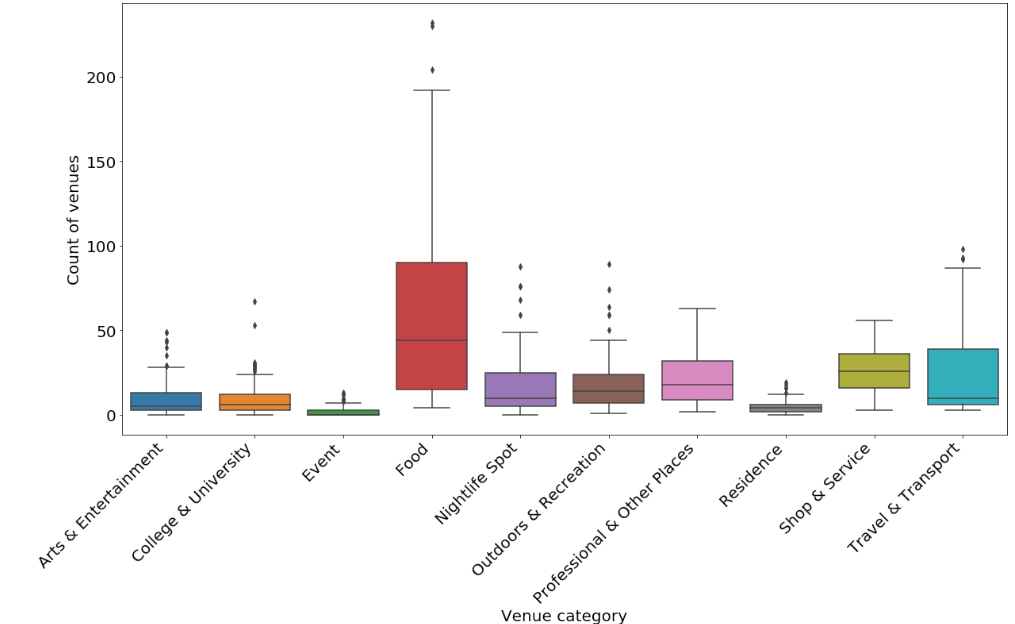 200
150
100
50
0
Count of venues
Arts & Entertainment
College & University
Event
Food
Nightlife Spot
Outdoors & Recreation
Professional & Other Places
Residence
Shop & Service
Travel & Transport
Venue category